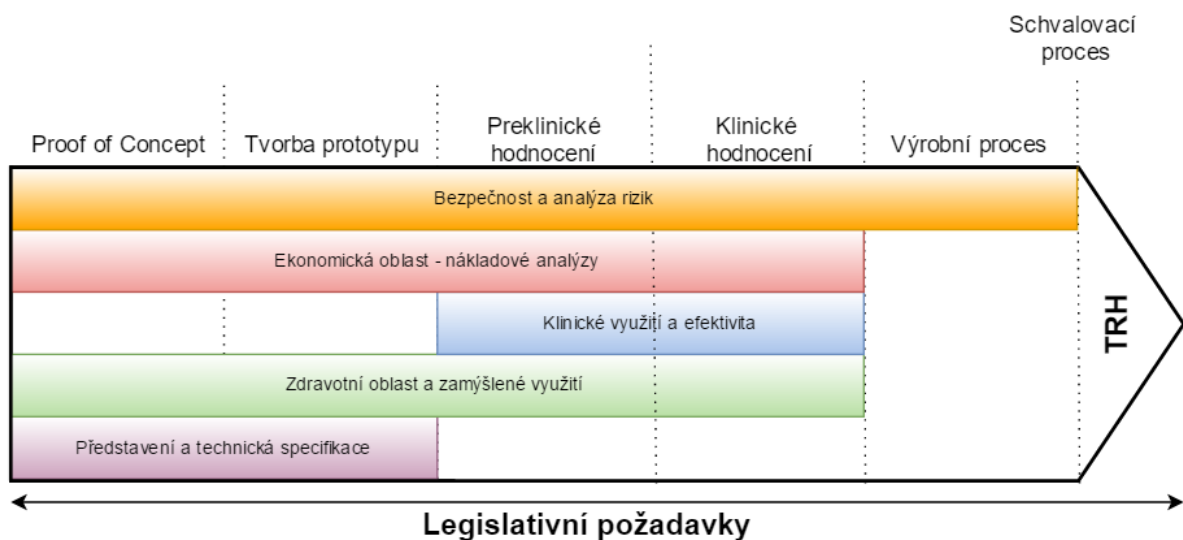 Schvalovací
proces
Proof of Concept
Tvorba prototypu
Preklinické
hodnocení
Klinické
hodnocení
Výrobní proces
Bezpečnost a analýza rizik
Ekonomická oblast - nákladové analýzy
Klinické využití a efektivita
Zdravotní oblast a zamýšlené využití
Představení a technická specifikace
TRH
Legislativní požadavky